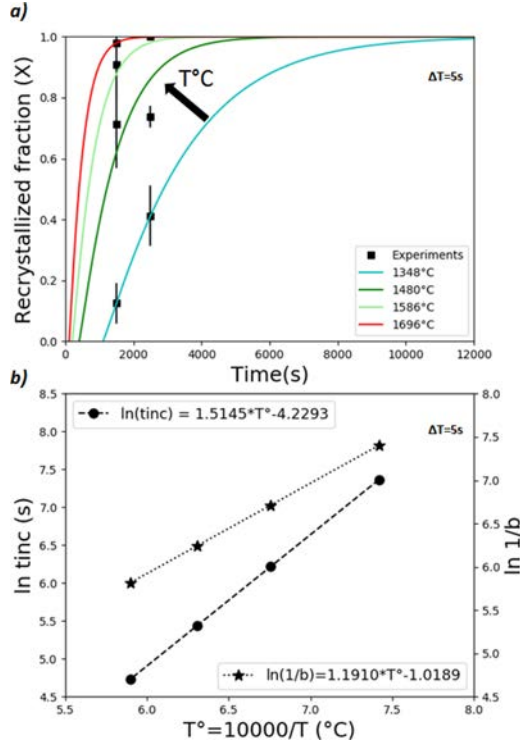 a)
1.0
0.8
0.6
0.4
0.2
0.0
Recrystallized fraction (X)
T°C
ΔT=5s
Experiments
1348°C
1480°C
1586°C
1696°C
0
2000
4000
6000
8000
10000
12000
Time(s)
b)
8.5
8.0
7.5
7.0
6.5
6.0
5.5
5.0
4.5
ln tinc (s)
ln(tinc) = 1.5145*T°-4.2293
ΔT=5s
ln(1/b)=1.1910*T°-1.0189
8.0
7.5
7.0
6.5
6.0
5.5
5.0
4.5
ln 1/b
5.5
6.0
6.5
7.0
7.5
8.0
T°=10000/T (°C)